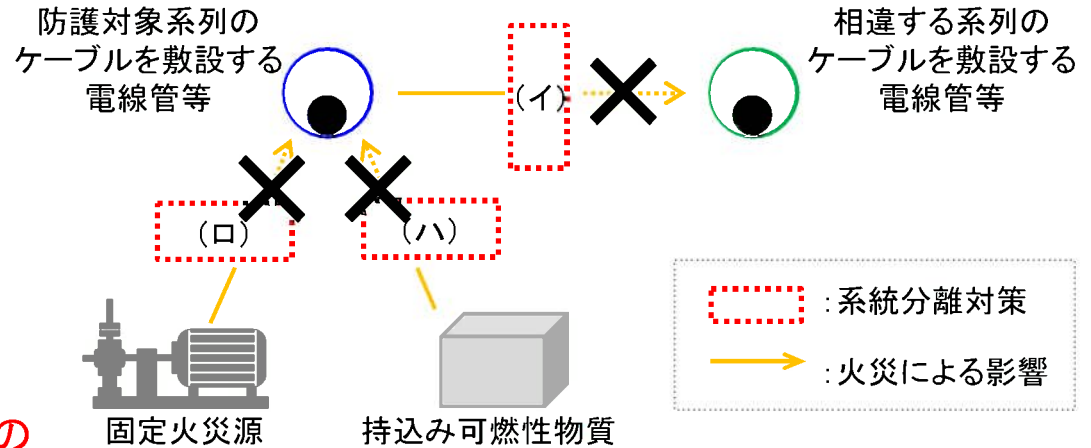 防護対象系列の
ケーブルを敷設する
電線管等
相違する系列の
ケーブルを敷設する
電線管等
(イ)
(ロ)
(ハ)
:系統分離対策
:火災による影響
固定火災源
持込み可燃性物質
の